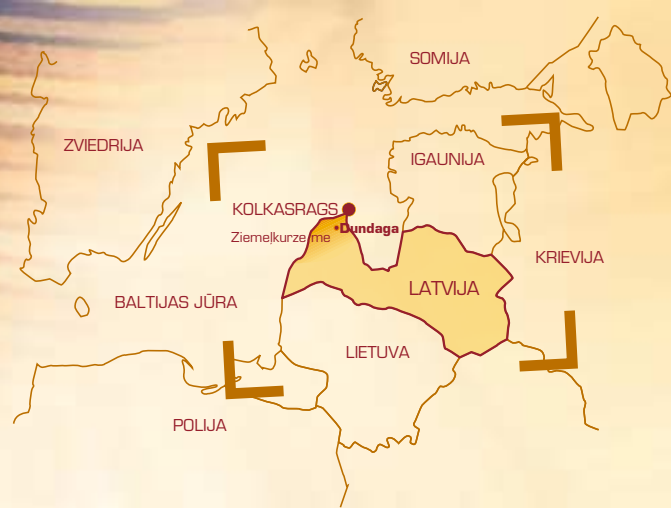 SOMIJA
ZVIEDRIJA
IGAUNIJA
KOLKASRAGS
•Dundaga
Ziemeļkurzeme
KRIEVIJA
LATVIJA
BALTIJAS JŪRA
LIETUVA
POLIJA